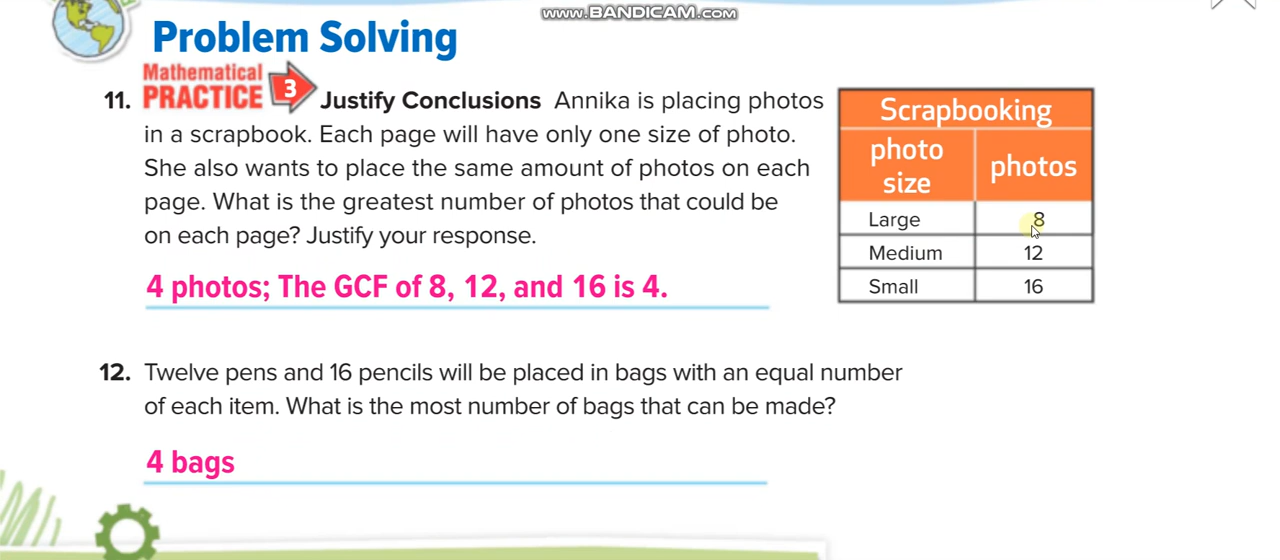 www.BANDICAM.com
Problem Solving
Mathematical
PRACTICE 3
11. Justify Conclusions Annika is placing photos
in a scrapbook. Each page will have only one size of photo.
She also wants to place the same amount of photos on each
page. What is the greatest number of photos that could be
on each page? Justify your response.
4 photos; The GCF of 8, 12, and 16 is 4.
Scrapbooking
photo size photos
Large 8
Medium 12
Small 16
12. Twelve pens and 16 pencils will be placed in bags with an equal number
of each item. What is the most number of bags that can be made?
4 bags